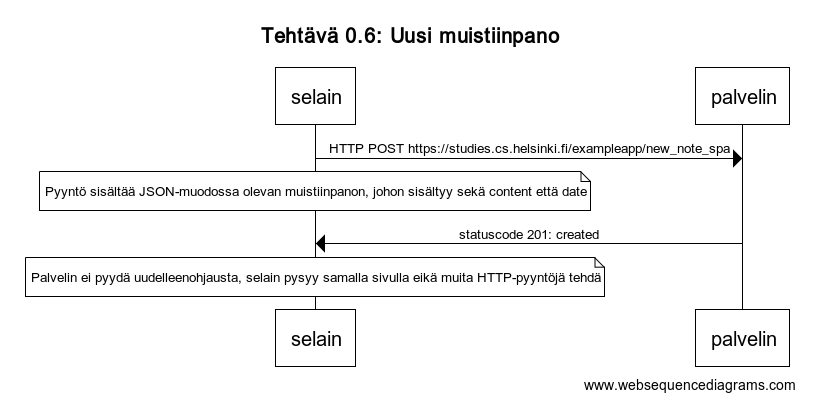 Tehtävä 0.6: Uusi muistiinpano
selain
palvelin
HTTP POST https://studies.cs.helsinki.fi/exampleapp/new_note_spa
Pyyntö sisältää JSON-muodossa olevan muistiinpanon, johon sisältyy sekä content että date
statuscode 201: created
Palvelin ei pyydä uudelleenohjausta, selain pysyy samalla sivulla eikä muita HTTP-pyyntöjä tehdä
selain
palvelin
www.websequencediagrams.com